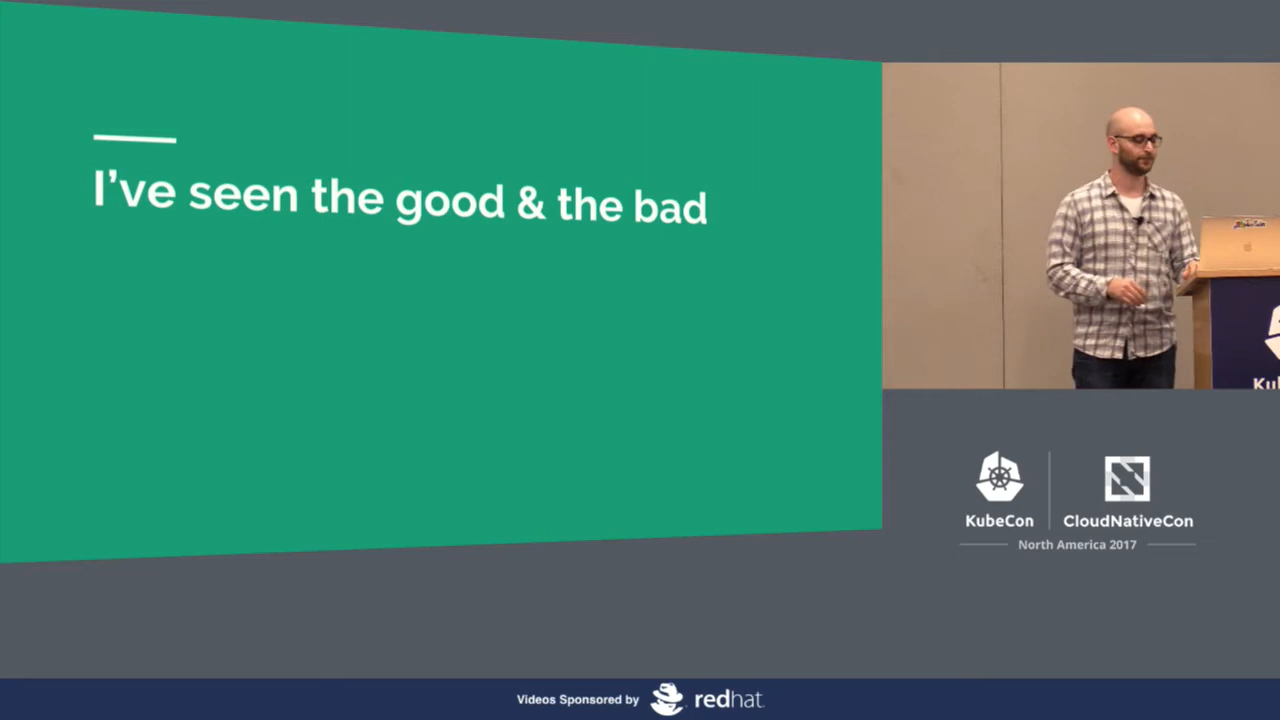 I've seen the good & the bad
KubeCon
CloudNativeCon
North America 2017
Videos Sponsored by redhat.